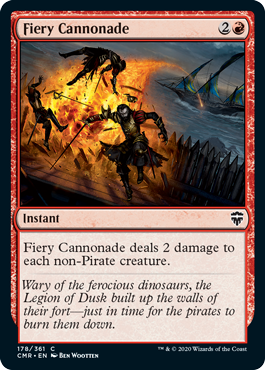 Fiery Cannonade 2
Instant
Fiery Cannonade deals 2 damage to
each non-Pirate creature.
Wary of the ferocious dinosaurs, the
Legion of Dusk built up the walls of
their fort—just in time for the pirates to
burn them down.
178/361 C
CMR • EN Ben Wootten
™ & © 2020 Wizards of the Coast